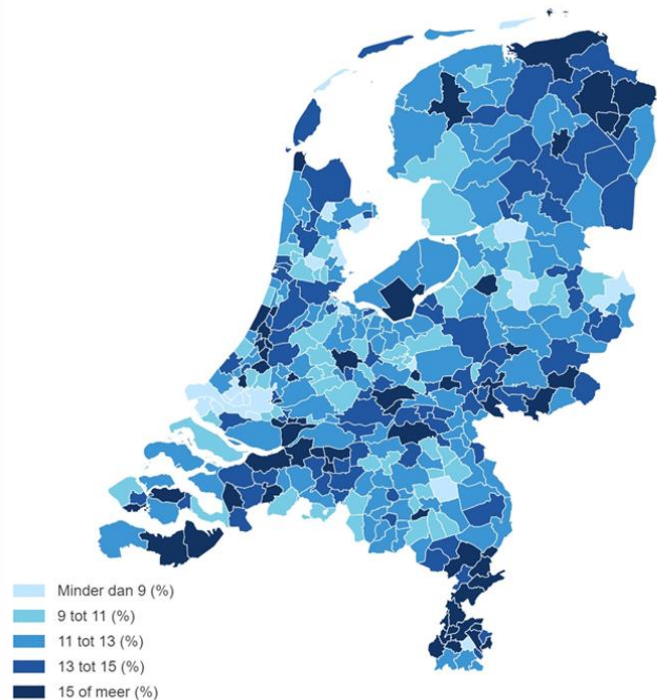 Minder dan 9 (%)
9 tot 11 (%)
11 tot 13 (%)
13 tot 15 (%)
15 of meer (%)